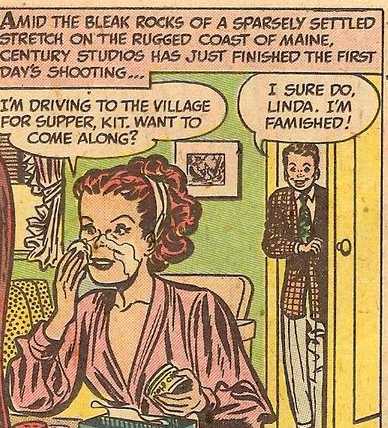 AMID THE BLEAK ROCKS OF A SPARSELY SETTLED
STRETCH ON THE RUGGED COAST OF MAINE,
CENTURY STUDIOS HAS JUST FINISHED THE FIRST
DAY'S SHOOTING...
I'M DRIVING TO THE VILLAGE
FOR SUPPER, KIT. WANT TO
COME ALONG?
I SURE DO,
LINDA. I'M
FAMISHED!